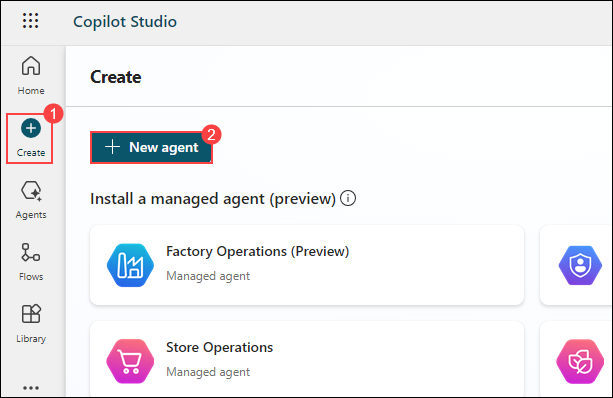 Copilot Studio
Home
Create
1
Create
2
New agent
Agents
Install a managed agent (preview)
Factory Operations (Preview)
Managed agent
Flows
Library
Store Operations
Managed agent